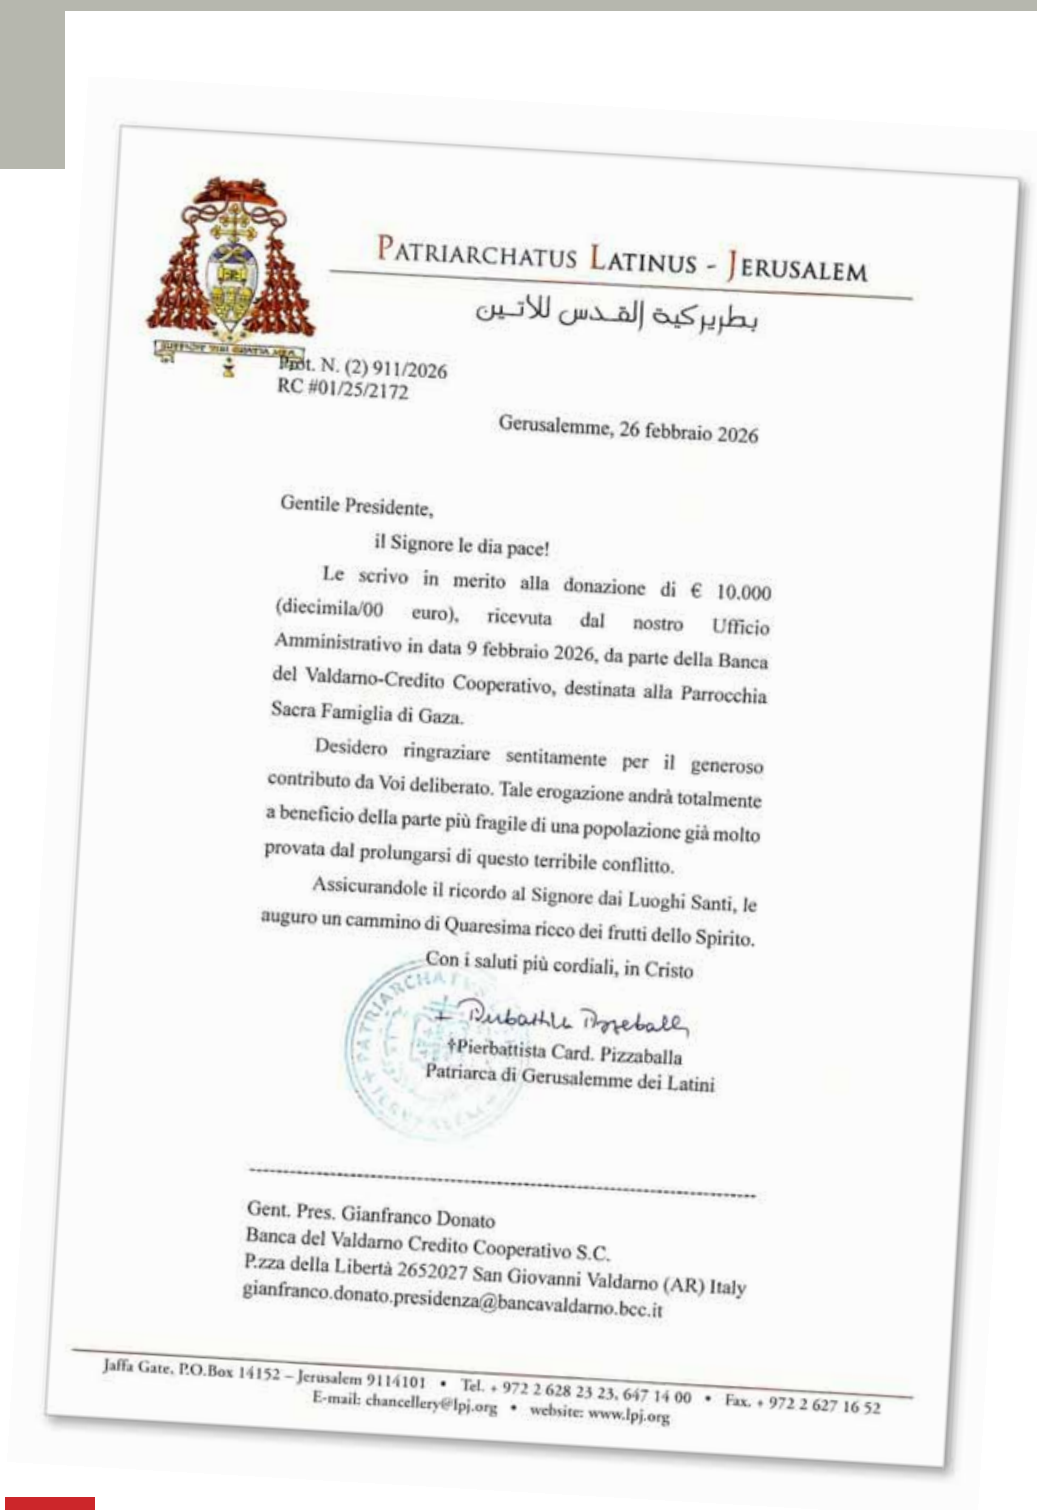 PATRIARCHATUS LATINUS - JERUSALEM
بطريركية القدس للاتين
SUFFICIT TIBI GRATIA MEA
Prot. N. (2) 911/2026
RC #01/25/2172
Gerusalemme, 26 febbraio 2026
Gentile Presidente,
il Signore le dia pace!
Le scrivo in merito alla donazione di € 10.000
(diecimila/00 euro), ricevuta dal nostro Ufficio
Amministrativo in data 9 febbraio 2026, da parte della Banca
del Valdarno-Credito Cooperativo, destinata alla Parrocchia
Sacra Famiglia di Gaza.
Desidero ringraziare sentitamente per il generoso
contributo da Voi deliberato. Tale erogazione andrà totalmente
a beneficio della parte più fragile di una popolazione già molto
provata dal prolungarsi di questo terribile conflitto.
Assicurandole il ricordo al Signore dai Luoghi Santi, le
auguro un cammino di Quaresima ricco dei frutti dello Spirito.
Con i saluti più cordiali, in Cristo
PATRIARCHAT
JERUSALEM
†Pierbattista Card. Pizzaballa
Patriarca di Gerusalemme dei Latini
Gent. Pres. Gianfranco Donato
Banca del Valdarno Credito Cooperativo S.C.
P.zza della Libertà 2652027 San Giovanni Valdarno (AR) Italy
gianfranco.donato.presidenza@bancavaldarno.bcc.it
Jaffa Gate, P.O.Box 14152 – Jerusalem 9114101 • Tel. + 972 2 628 23 23, 647 14 00 • Fax. + 972 2 627 16 52
E-mail: chancellery@lpj.org • website: www.lpj.org